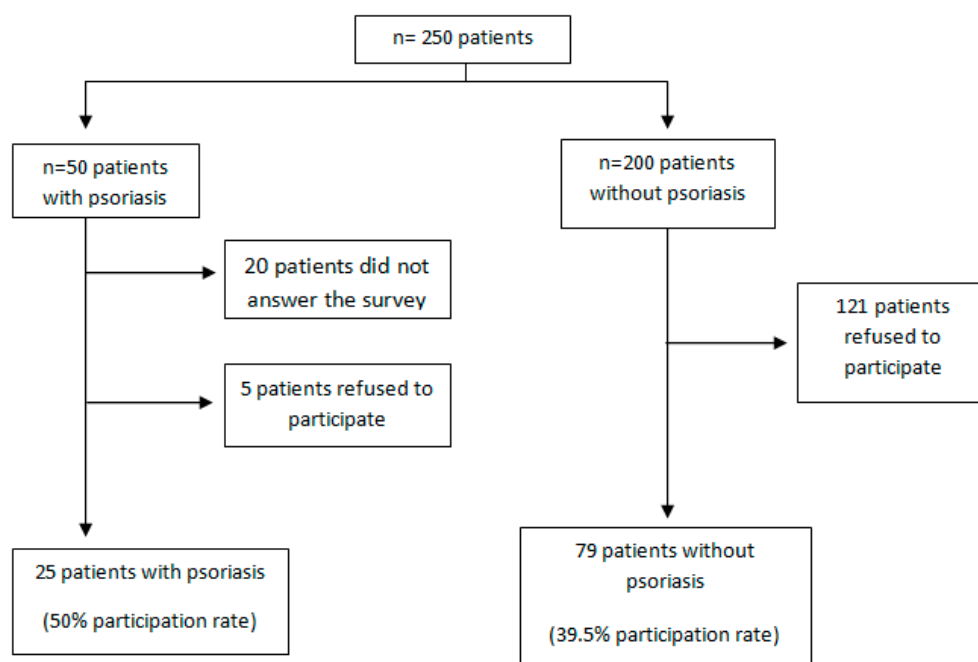 n= 250 patients
n=50 patients
with psoriasis
n=200 patients
without psoriasis
20 patients did not
answer the survey
121 patients
refused to
participate
5 patients refused to
participate
25 patients with psoriasis
(50% participation rate)
79 patients without
psoriasis
(39.5% participation rate)